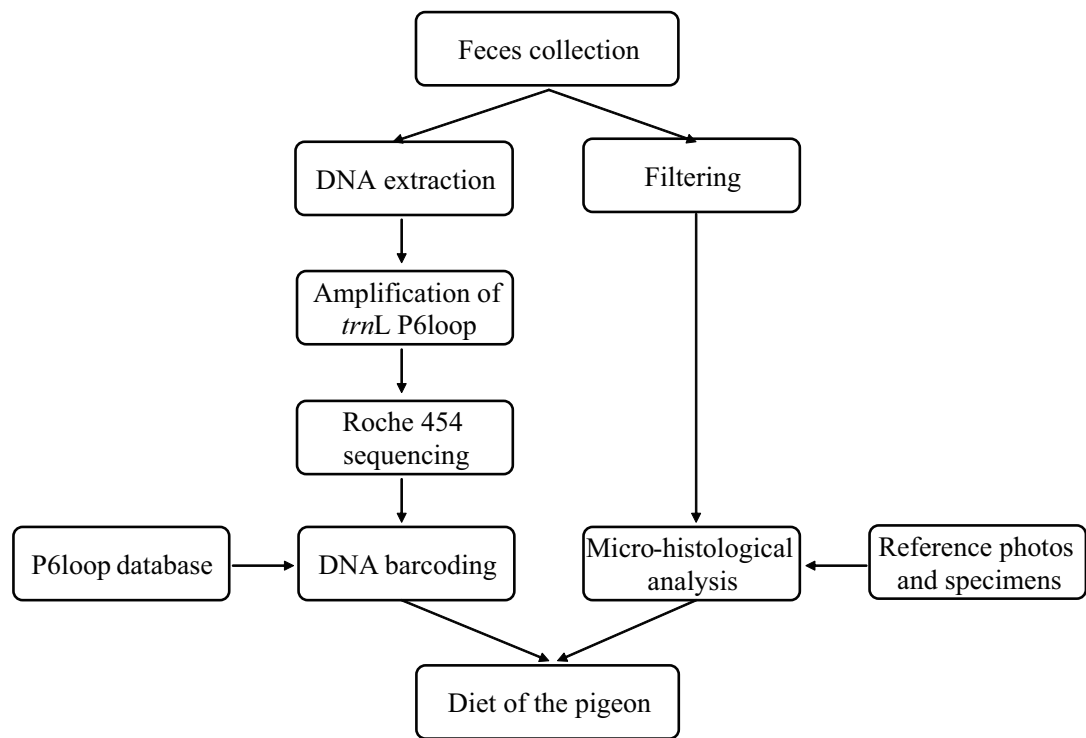 Feces collection
DNA extraction
Filtering
Amplification of
trnL P6loop
Roche 454
sequencing
P6loop database
DNA barcoding
Micro-histological
analysis
Reference photos
and specimens
Diet of the pigeon